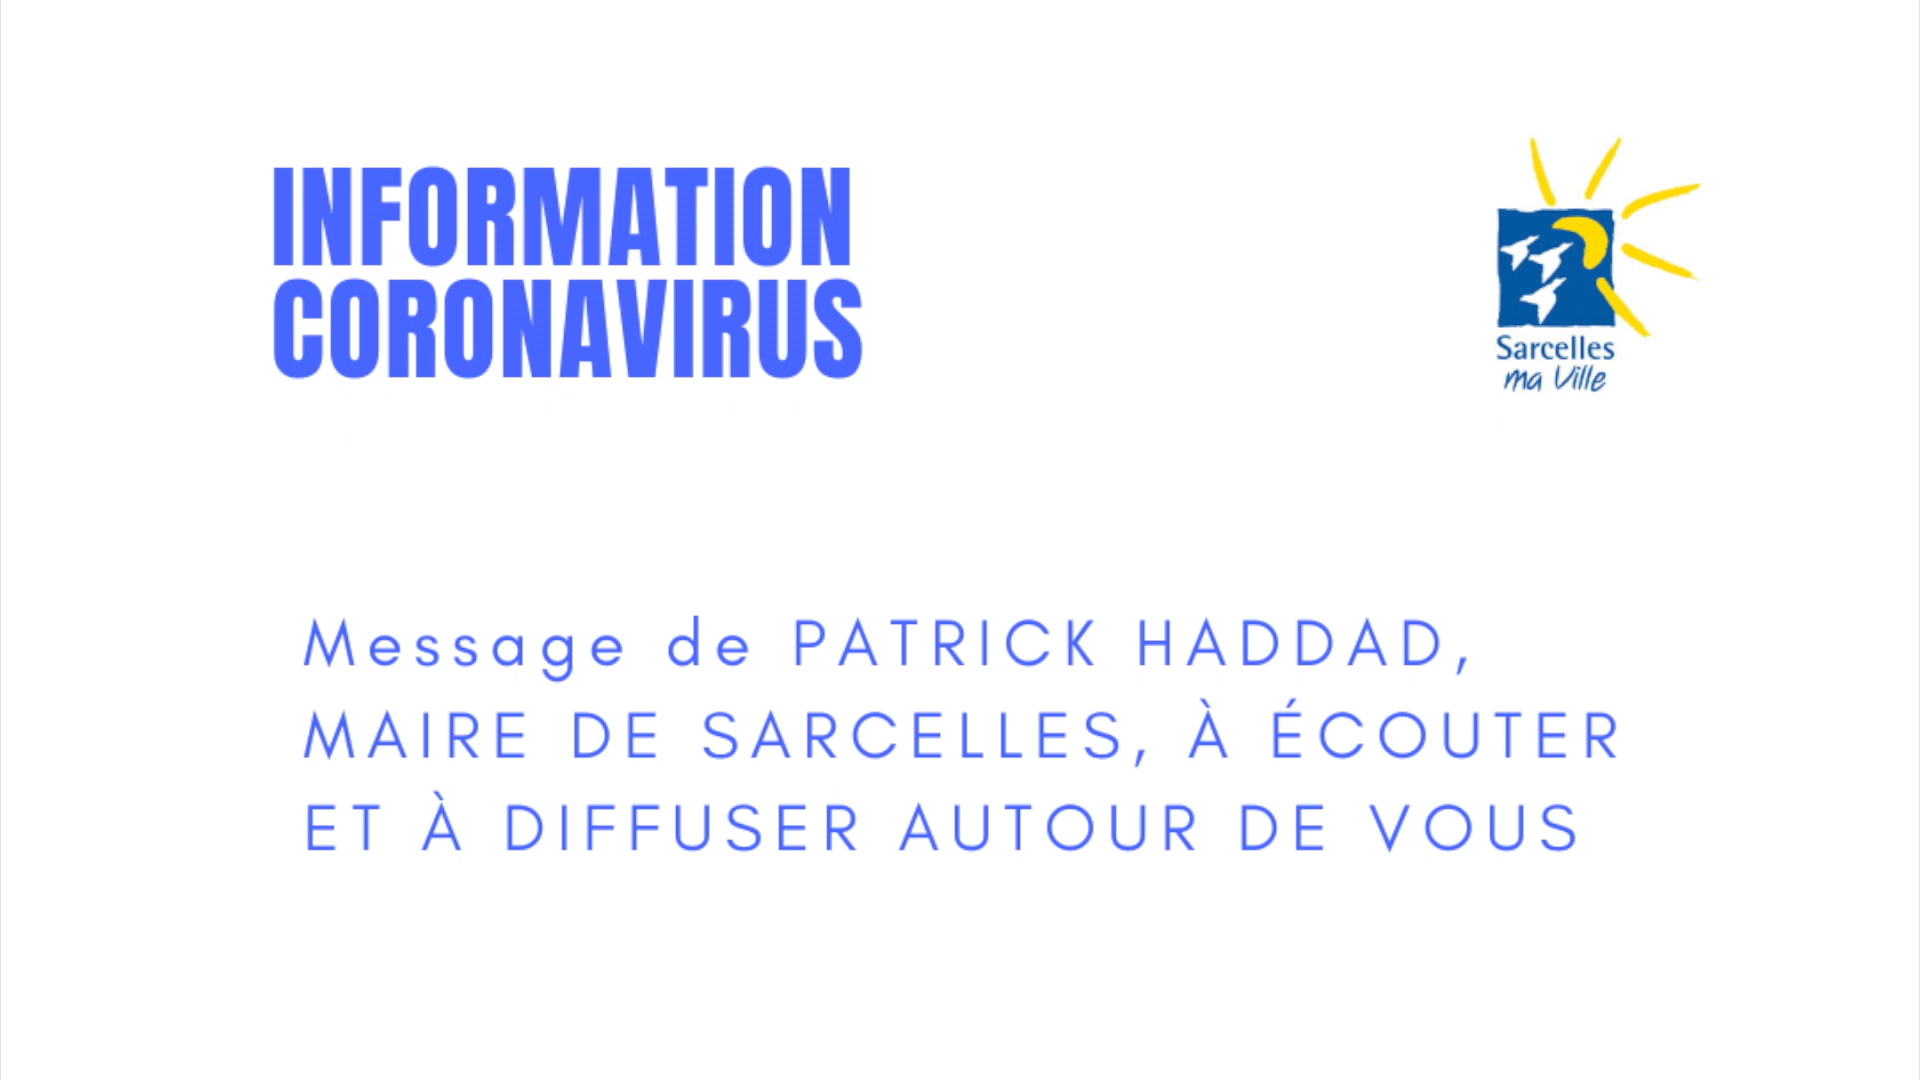 INFORMATION
CORONAVIRUS
Sarcelles
ma Ville
Message de PATRICK HADDAD,
MAIRE DE SARCELLES, À ÉCOUTER
ET À DIFFUSER AUTOUR DE VOUS